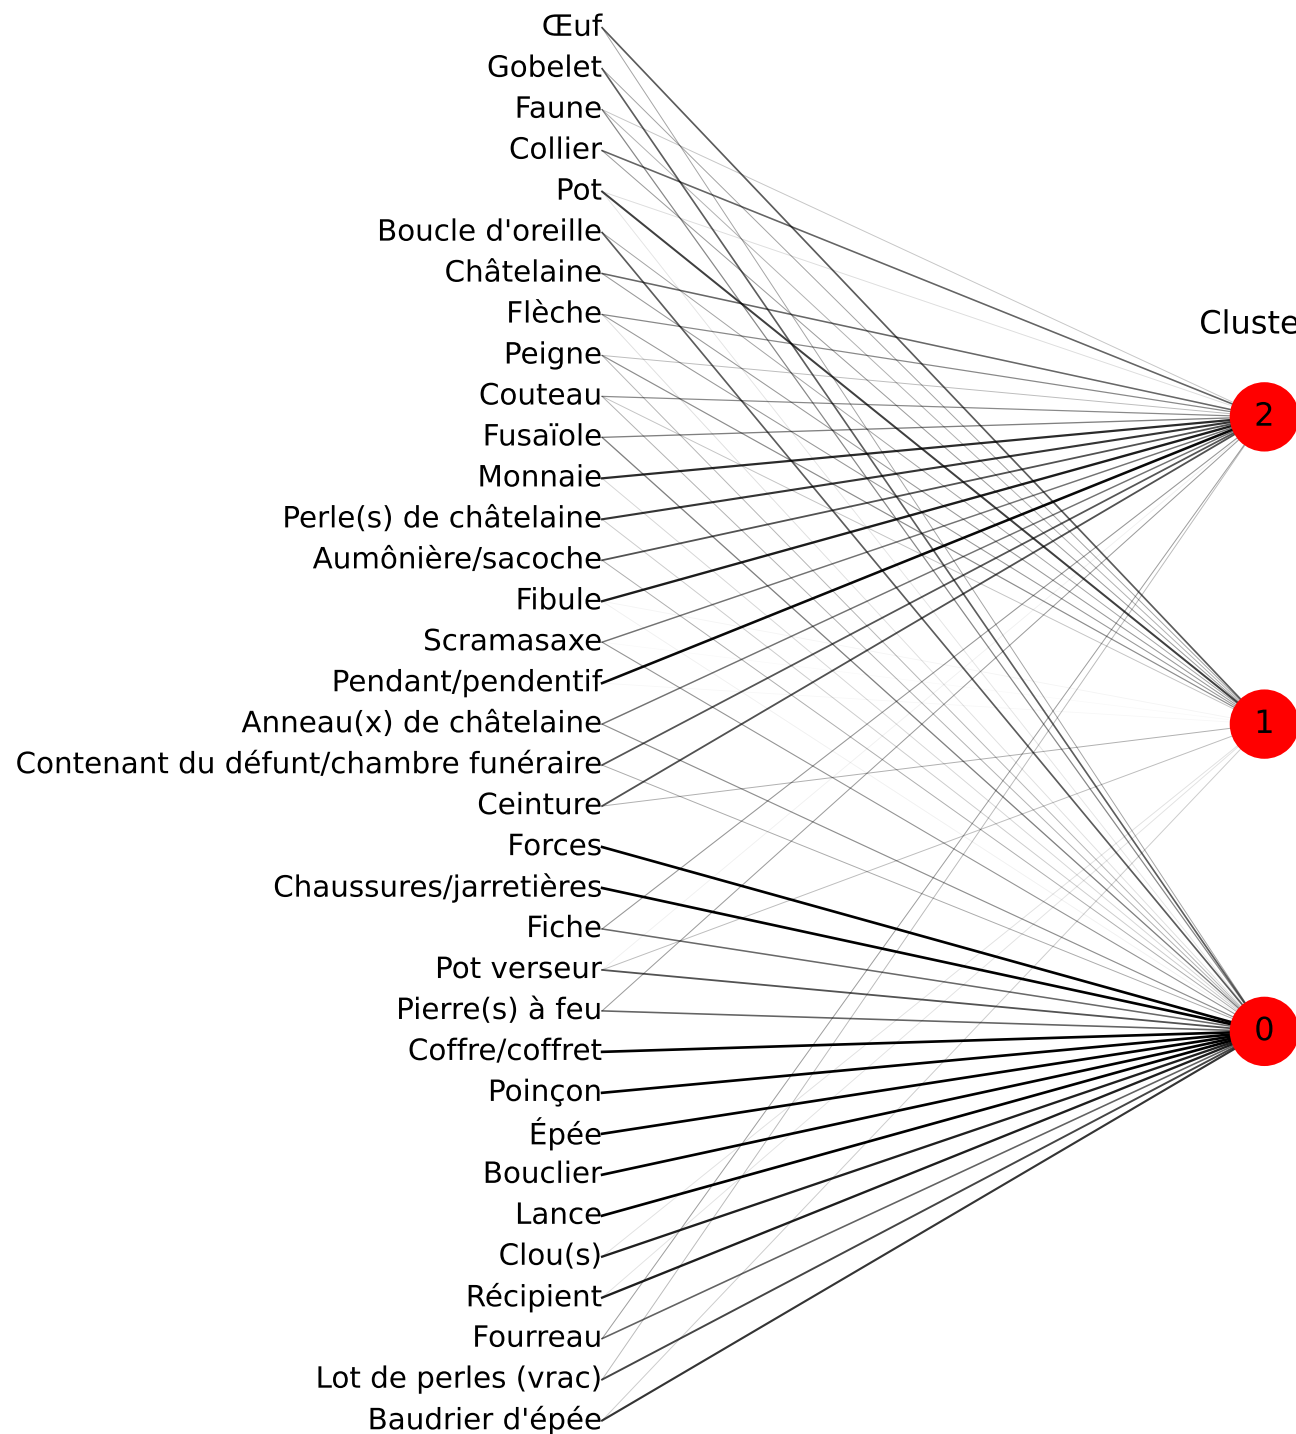 Œuf
Gobelet
Faune
Collier
Pot
Boucle d'oreille
Châtelaine
Flèche
Peigne
Couteau
Fusaïole
Monnaie
Perle(s) de châtelaine
Aumônière/sacoche
Fibule
Scramasaxe
Pendant/pendentif
Anneau(x) de châtelaine
Contenant du défunt/chambre funéraire
Ceinture
Forces
Chaussures/jarretières
Fiche
Pot verseur
Pierre(s) à feu
Coffre/coffret
Poinçon
Épée
Bouclier
Lance
Clou(s)
Récipient
Fourreau
Lot de perles (vrac)
Baudrier d'épée
Cluste
2
1
0